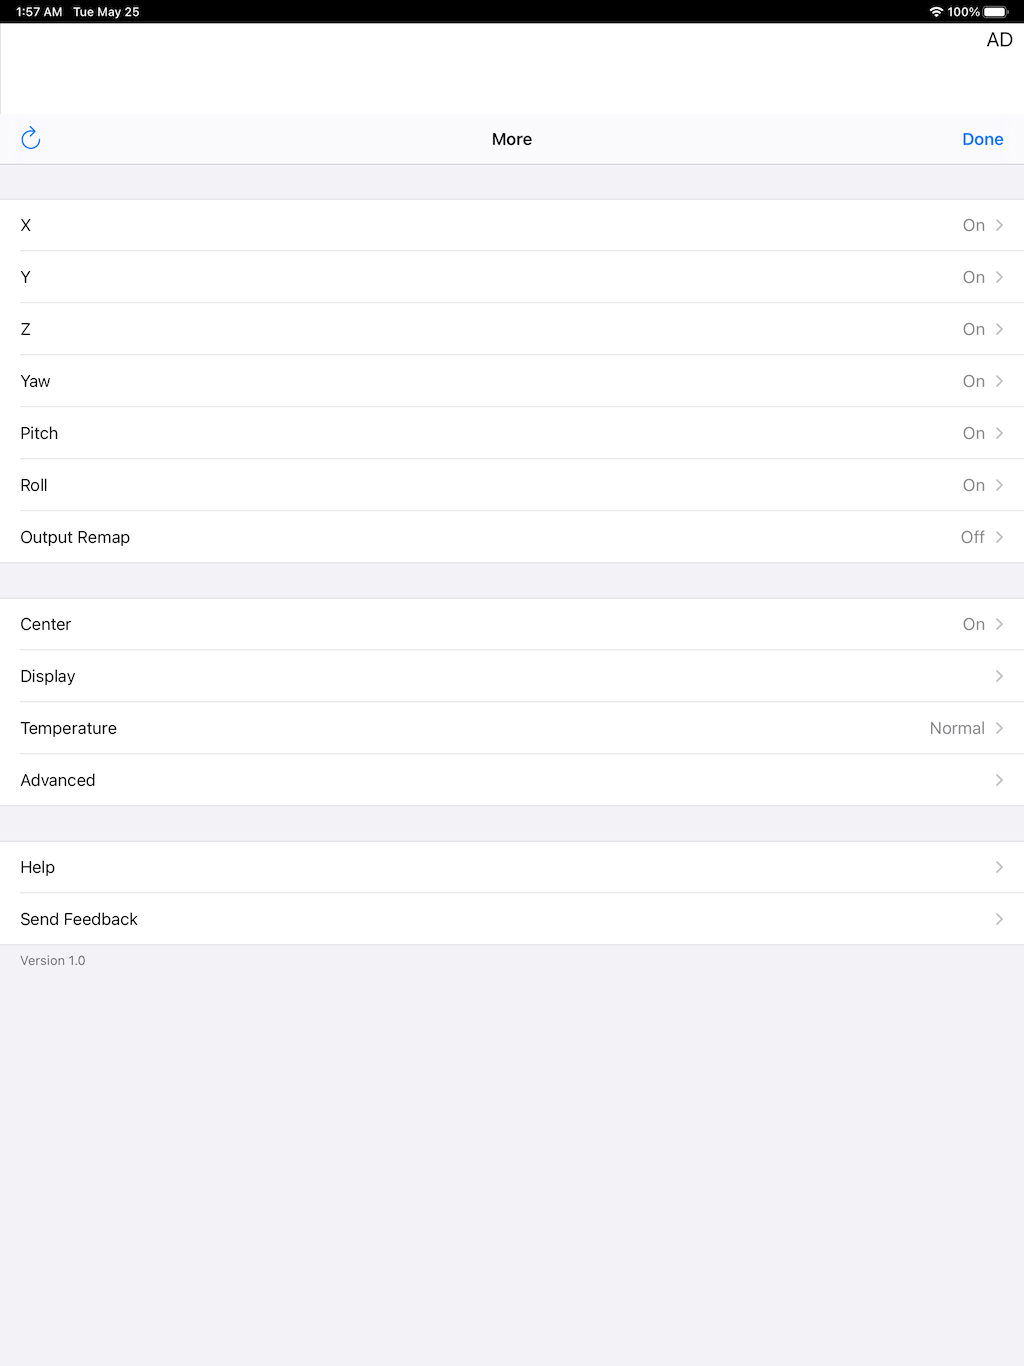 1:57 AM Tue May 25 100%
AD
More Done
X On
Y On
Z On
Yaw On
Pitch On
Roll On
Output Remap Off
Center On
Display
Temperature Normal
Advanced
Help
Send Feedback
Version 1.0